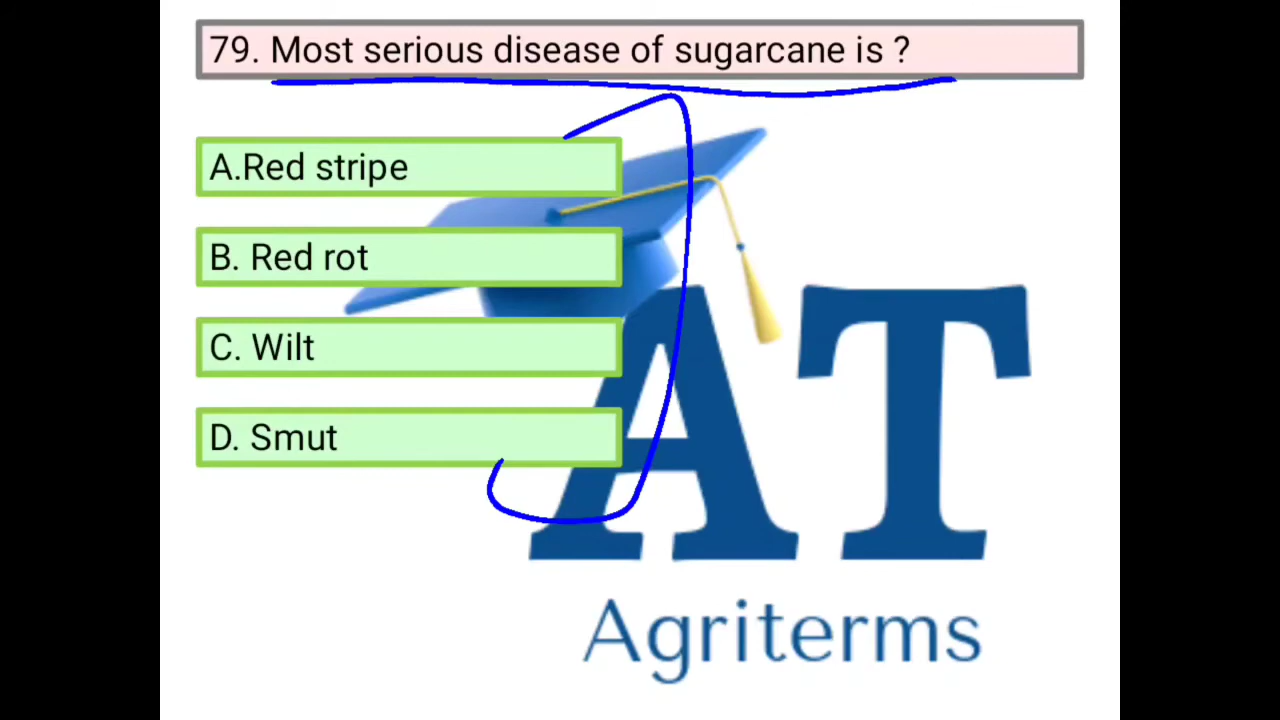 79. Most serious disease of sugarcane is ?
A.Red stripe
B. Red rot
C. Wilt
D. Smut
AT
Agriterms